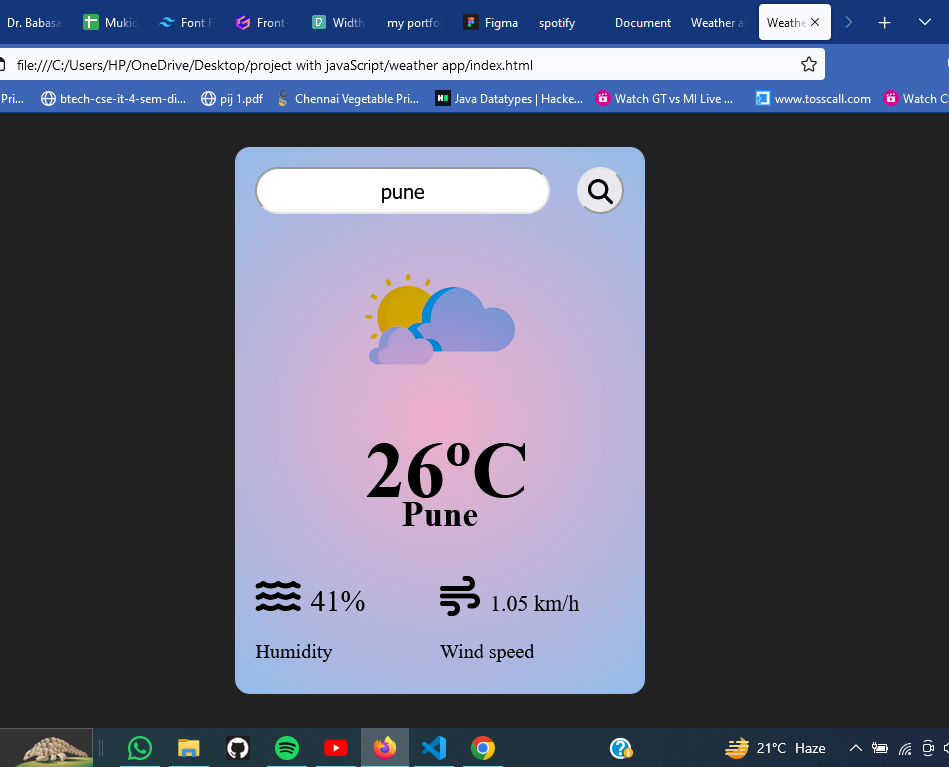 Dr. Babasa Mukio Font F Front- Width my portfo Figma spotify Document Weather a Weathe
file:///C:/Users/HP/OneDrive/Desktop/project with javaScript/weather app/index.html
Pri... btech-cse-it-4-sem-di... pij 1.pdf Chennai Vegetable Pri... Java Datatypes | Hacke... Watch GT vs MI Live ... www.tosscall.com Watch C
pune
26°C
Pune
41% 1.05 km/h
Humidity Wind speed
21°C Haze